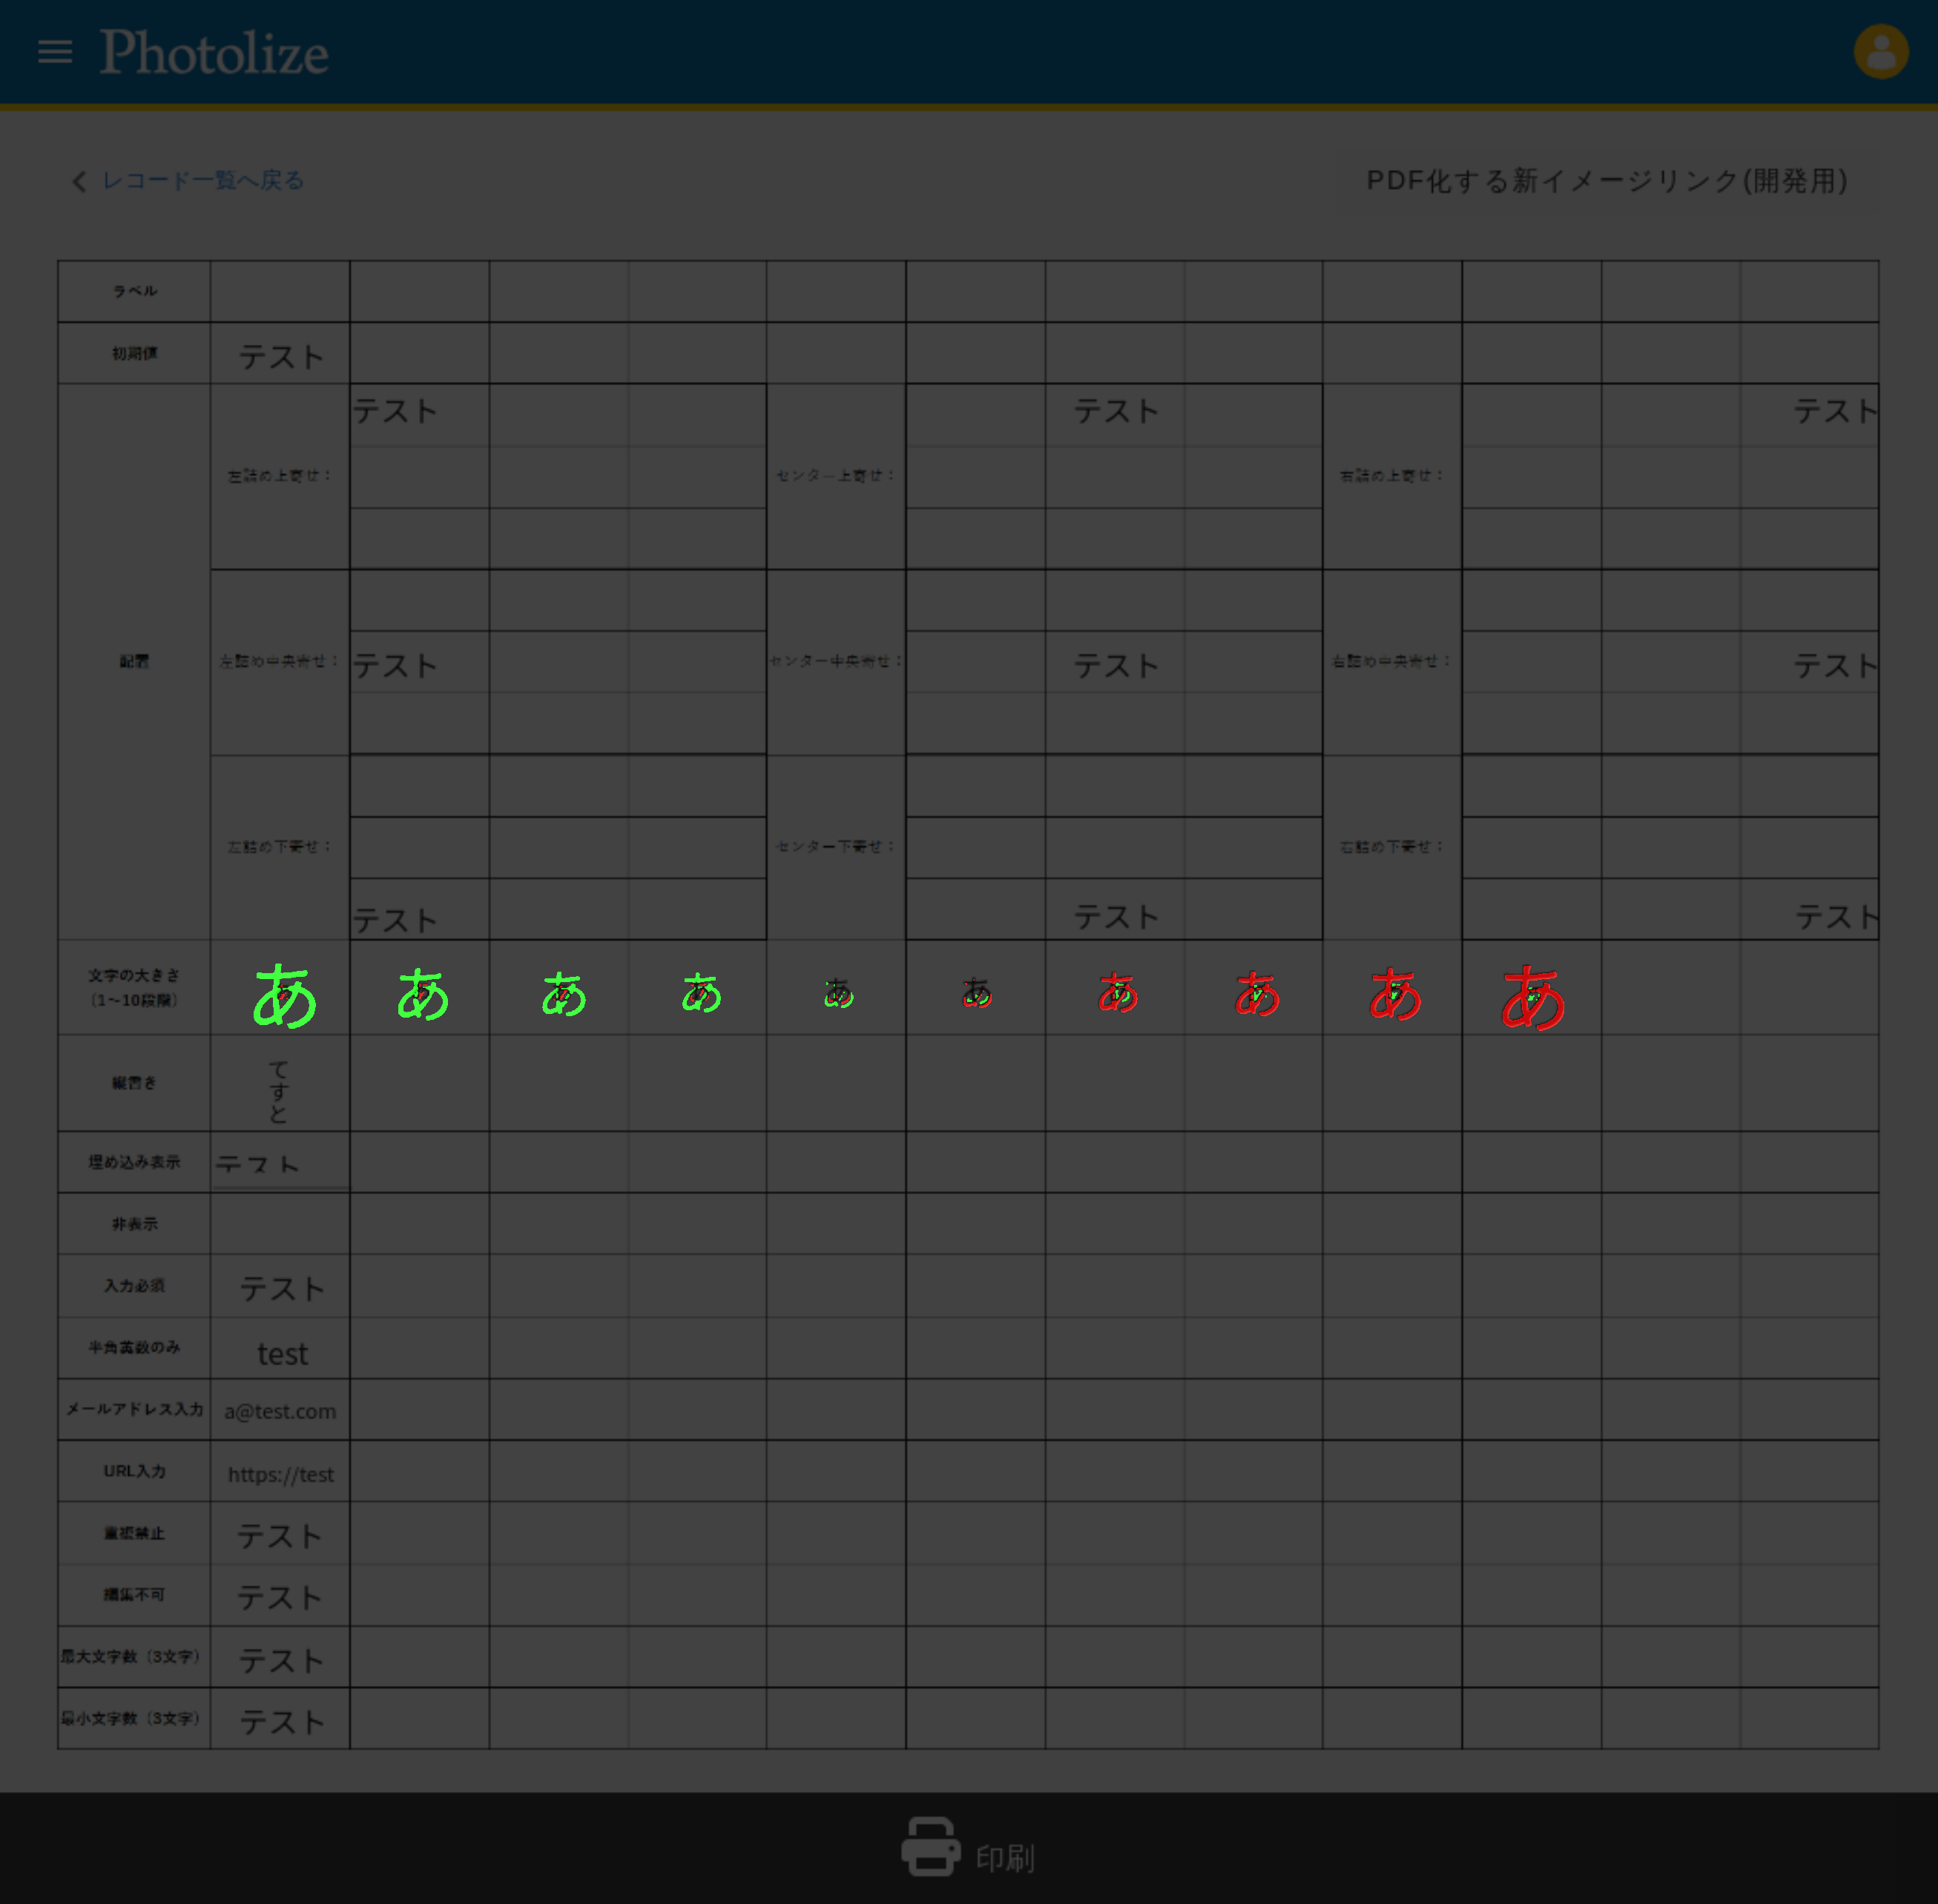 Photolize
レコード一覧へ戻る
PDF化する新イメージリンク(開発用)
ラベル
初期値 テスト
テスト テスト テスト
左詰め上寄せ： センター上寄せ： 右詰め上寄せ：
配置 左詰め中央寄せ： テスト センター中央寄せ： テスト 右詰め中央寄せ： テスト
左詰め下寄せ： センター下寄せ： 右詰め下寄せ：
テスト テスト テスト
文字の大きさ
（1〜10段階）
あ あ あ あ あ あ あ あ あ あ
縦書き てすと
埋め込み表示 テスト
非表示
入力必須 テスト
半角英数のみ test
メールアドレス入力 a@test.com
URL入力 https://test
重複禁止 テスト
編集不可 テスト
最大文字数（3文字） テスト
最小文字数（3文字） テスト
印刷